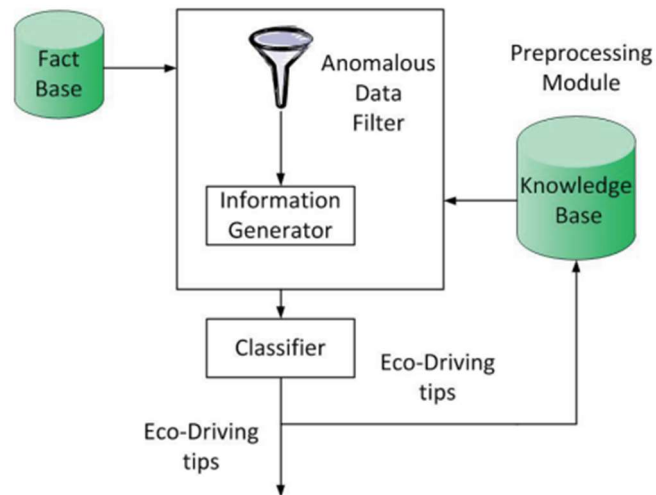 Fact
Base
Anomalous
Data
Filter
Preprocessing
Module
Information
Generator
Knowledge
Base
Classifier
Eco-Driving
tips
Eco-Driving
tips